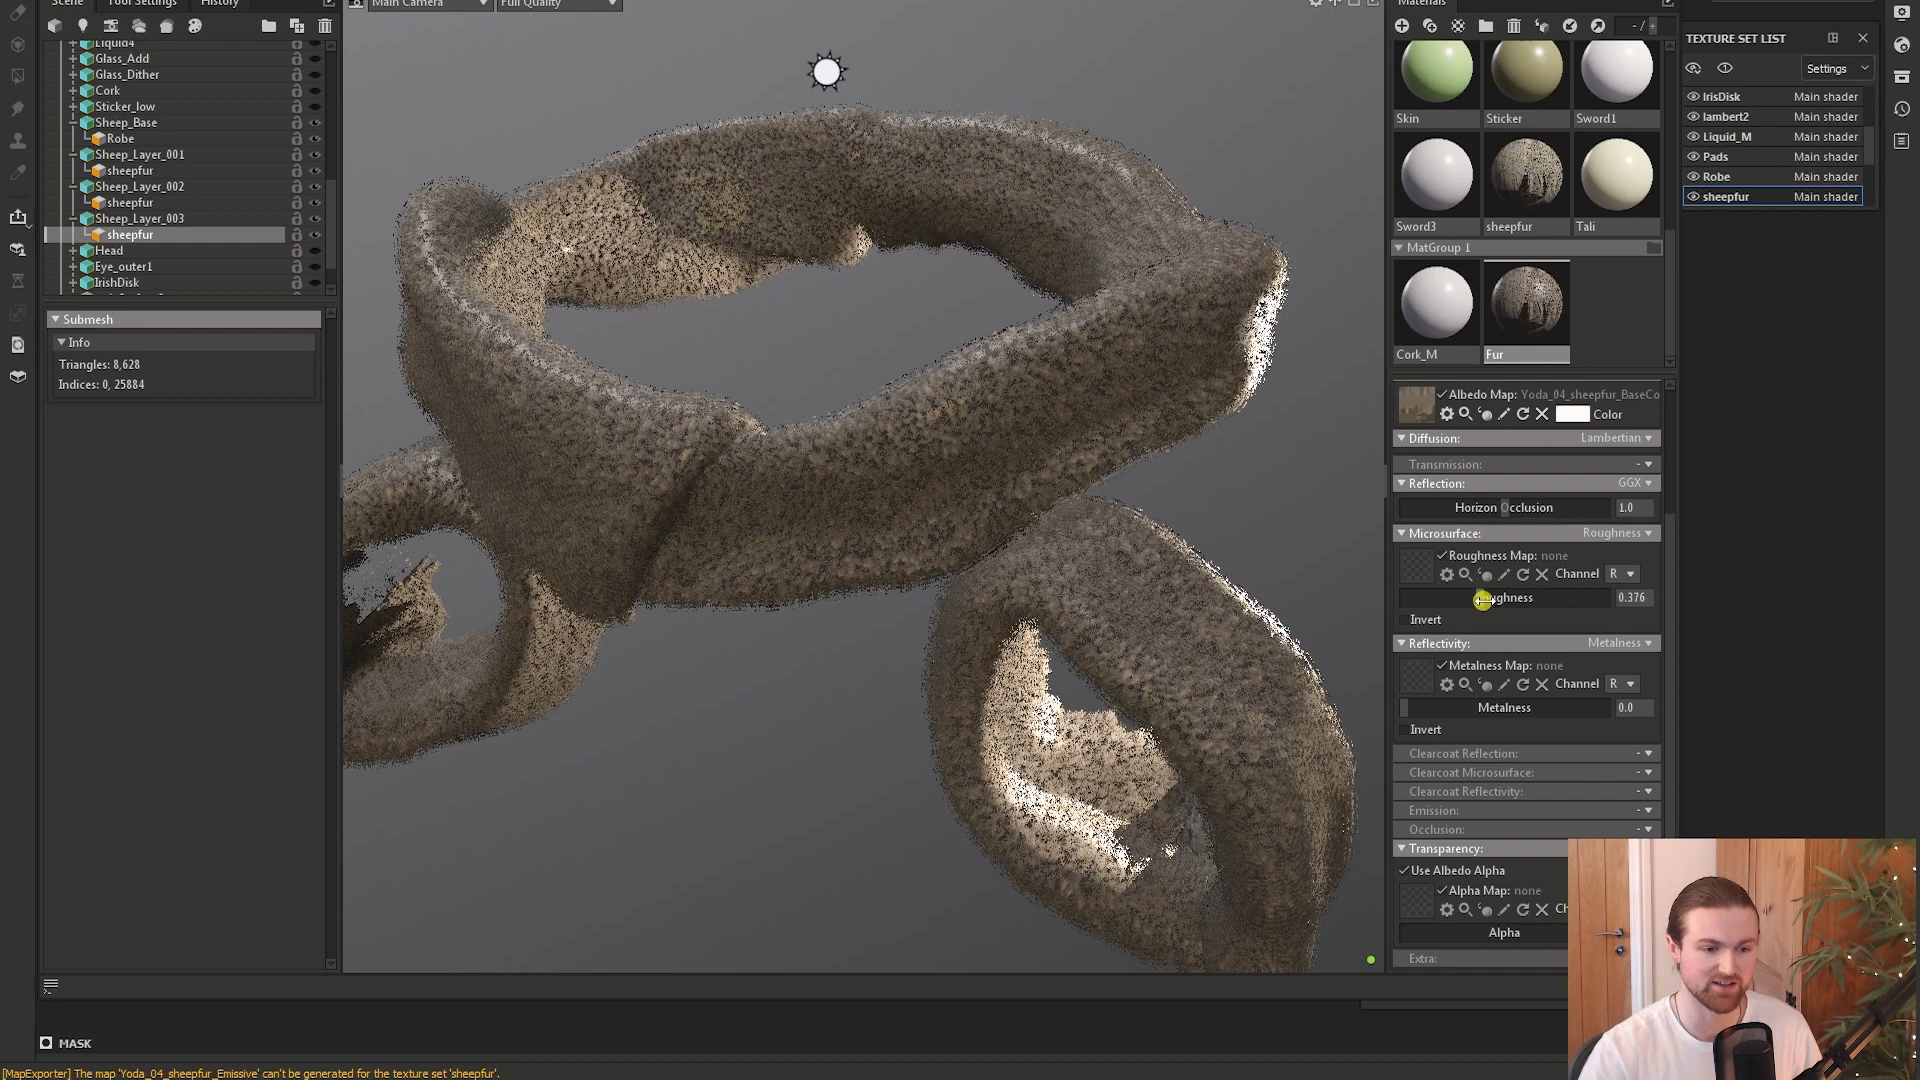 Scene
Tool Settings
History
Liquid4
Glass_Add
Glass_Dither
Cork
Sticker_low
Sheep_Base
Robe
Sheep_Layer_001
sheepfur
Sheep_Layer_002
sheepfur
Sheep_Layer_003
sheepfur
Head
Eye_outer1
IrishDisk
Submesh
Info
Triangles: 8,628
Indices: 0, 25884
Main Camera
Full Quality
Materials
- /
Skin
Sticker
Sword1
Sword3
sheepfur
Tali
MatGroup 1
Cork_M
Fur
Albedo Map: Yoda_04_sheepfur_BaseCo
Color
Diffusion: Lambertian
Transmission: -
Reflection: GGX
Horizon Occlusion 1.0
Microsurface: Roughness
Roughness Map: none
Channel R
Roughness 0.376
Invert
Reflectivity: Metalness
Metalness Map: none
Channel R
Metalness 0.0
Invert
Clearcoat Reflection: -
Clearcoat Microsurface: -
Clearcoat Reflectivity: -
Emission: -
Occlusion: -
Transparency:
Use Albedo Alpha
Alpha Map: none
Ch
Alpha
Extra:
TEXTURE SET LIST
Settings
IrisDisk Main shader
lambert2 Main shader
Liquid_M Main shader
Pads Main shader
Robe Main shader
sheepfur Main shader
MASK
[MapExporter] The map 'Yoda_04_sheepfur_Emissive' can't be generated for the texture set 'sheepfur'.